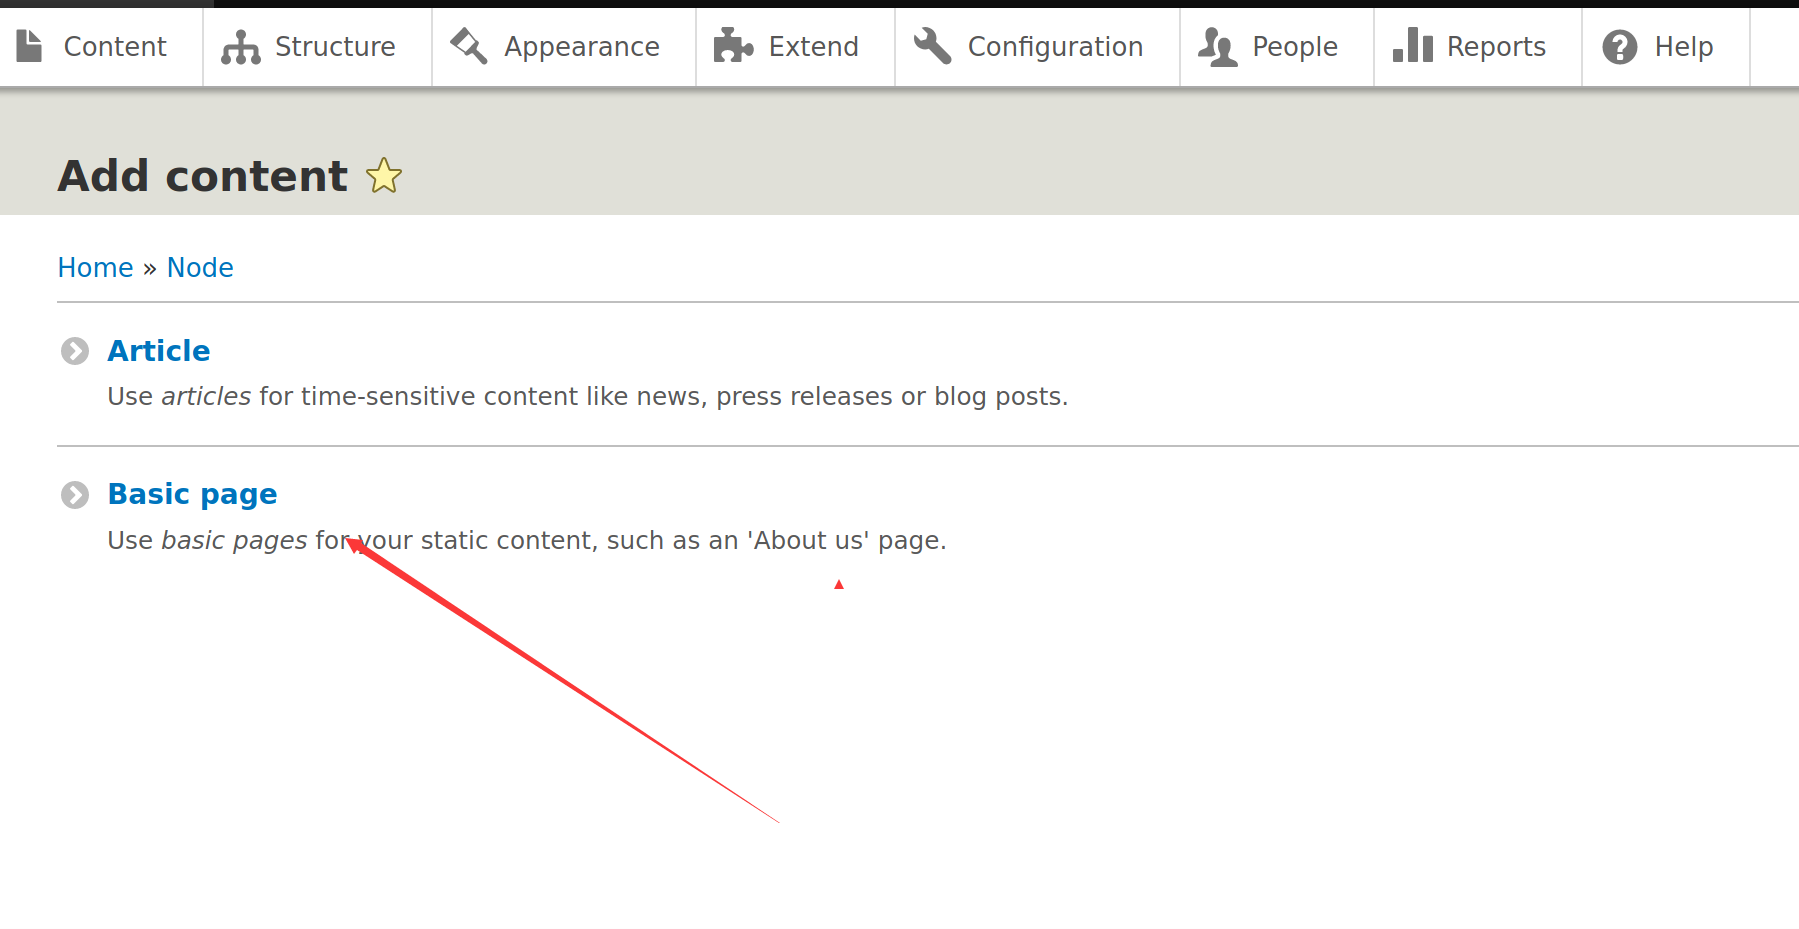 Content Structure Appearance Extend Configuration People Reports Help
Add content
Home » Node
Article
Use articles for time-sensitive content like news, press releases or blog posts.
Basic page
Use basic pages for your static content, such as an 'About us' page.